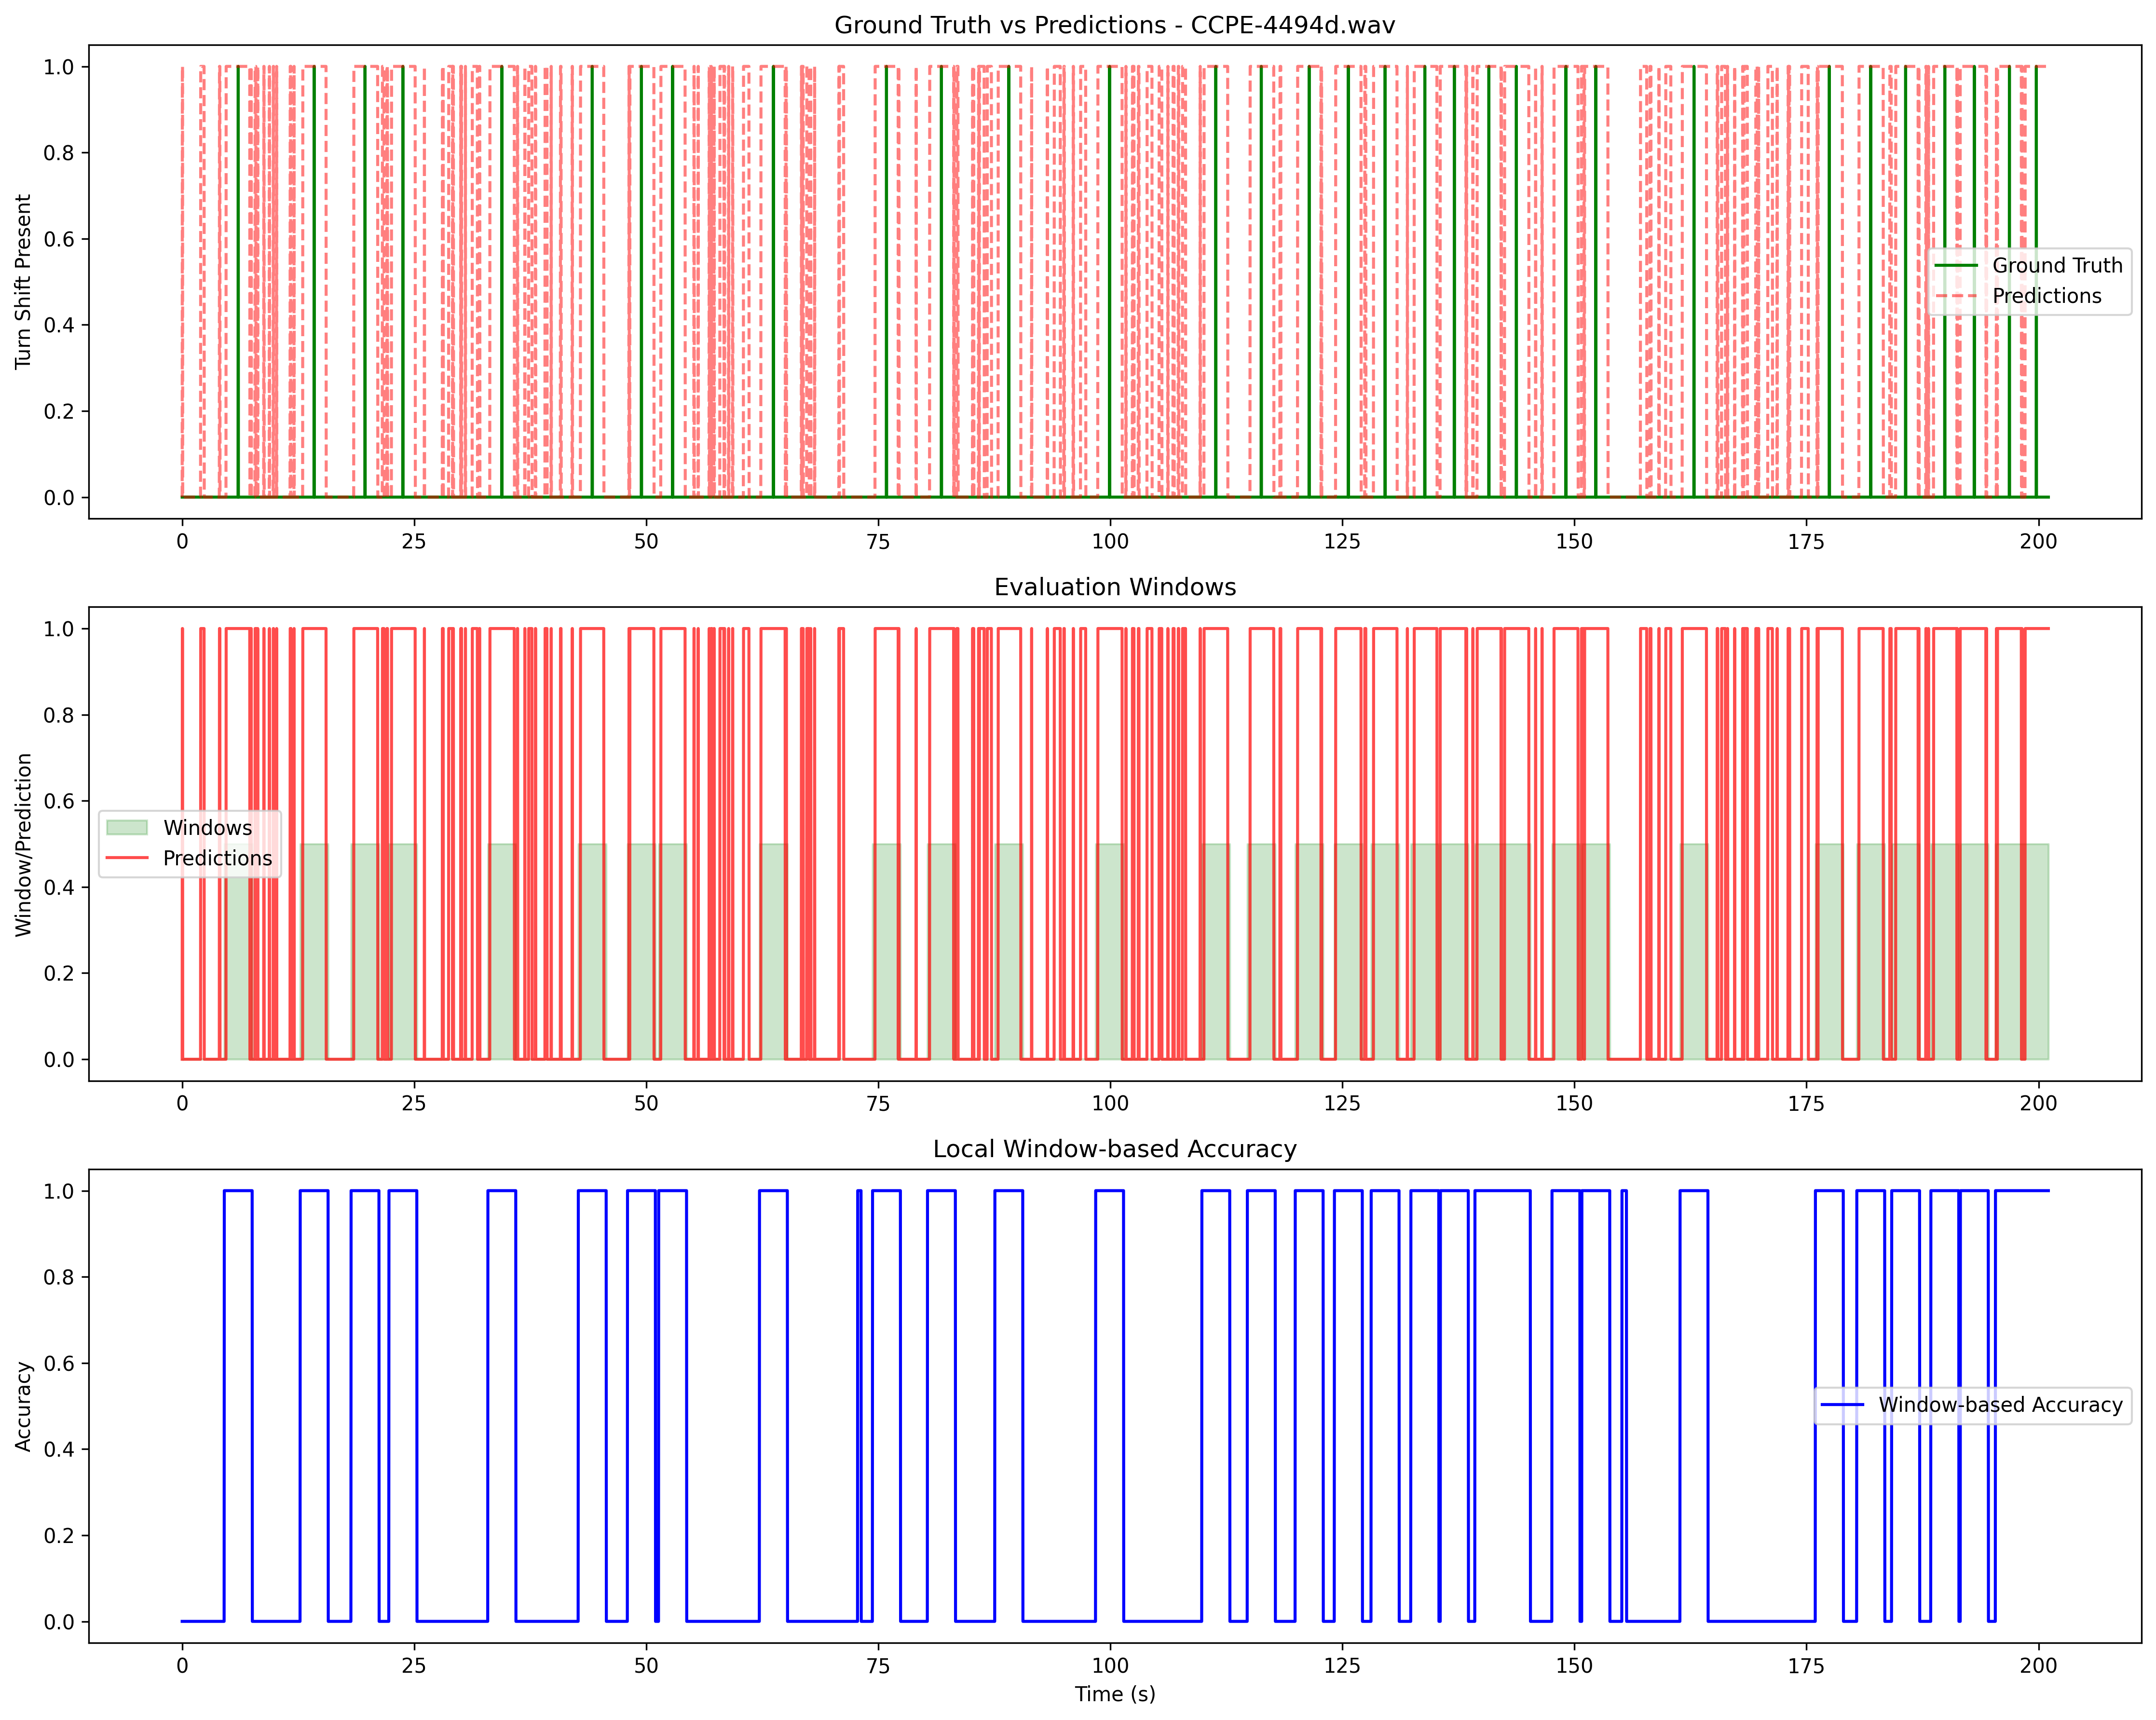 Ground Truth vs Predictions - CCPE-4494d.wav
1.0
0.8
0.6
0.4
0.2
0.0
Turn Shift Present
Ground Truth
Predictions
0 25 50 75 100 125 150 175 200
Evaluation Windows
1.0
0.8
0.6
0.4
0.2
0.0
Window/Prediction
Windows
Predictions
0 25 50 75 100 125 150 175 200
Local Window-based Accuracy
1.0
0.8
0.6
0.4
0.2
0.0
Accuracy
Window-based Accuracy
0 25 50 75 100 125 150 175 200
Time (s)